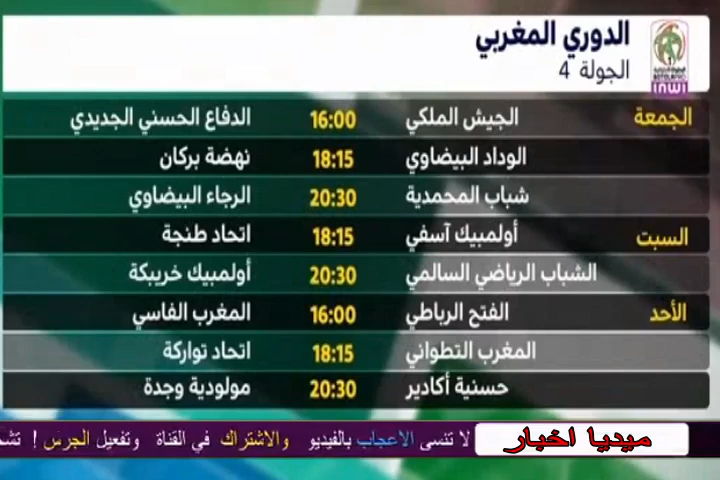 الدوري المغربي
الجولة 4
inwi
الجمعة الجيش الملكي 16:00 الدفاع الحسني الجديدي
الوداد البيضاوي 18:15 نهضة بركان
شباب المحمدية 20:30 الرجاء البيضاوي
السبت أولمبيك آسفي 18:15 اتحاد طنجة
الشباب الرياضي السالمي 20:30 أولمبيك خريبكة
الأحد الفتح الرباطي 16:00 المغرب الفاسي
المغرب التطواني 18:15 اتحاد تواركة
حسنية أكادير 20:30 مولودية وجدة
ميديا اخبار لا تنسى الاعجاب بالفيديو والاشتراك في القناة وتفعيل الجرس !